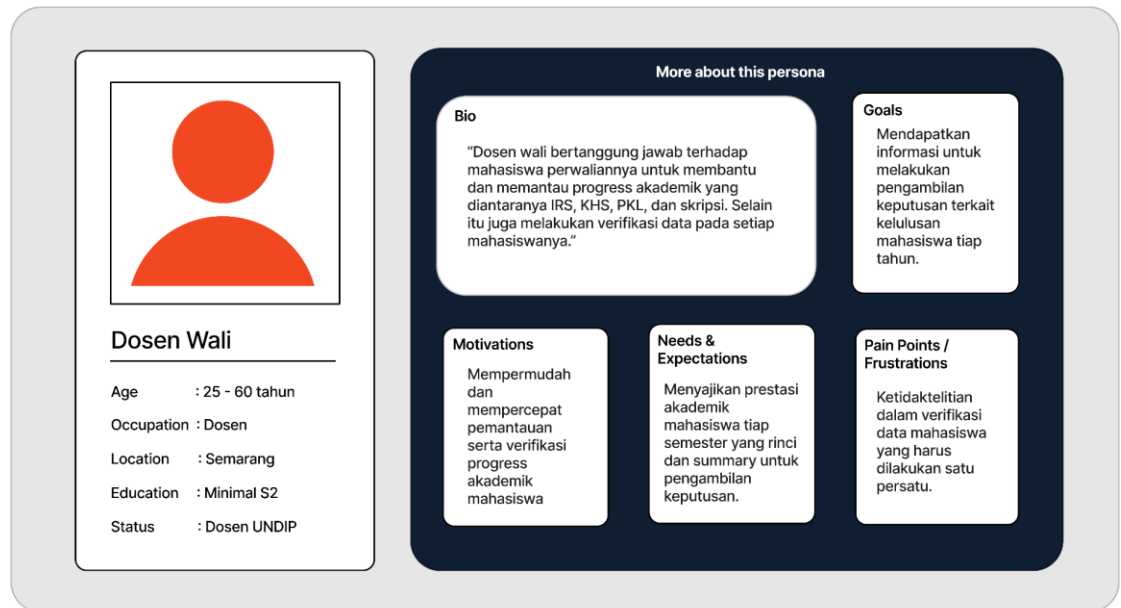 Dosen Wali
Age : 25 - 60 tahun
Occupation : Dosen
Location : Semarang
Education : Minimal S2
Status : Dosen UNDIP
More about this persona
Bio
“Dosen wali bertanggung jawab terhadap
mahasiswa perwaliannya untuk membantu
dan memantau progress akademik yang
diantaranya IRS, KHS, PKL, dan skripsi. Selain
itu juga melakukan verifikasi data pada setiap
mahasiswanya.”
Goals
Mendapatkan
informasi untuk
melakukan
pengambilan
keputusan terkait
kelulusan
mahasiswa tiap
tahun.
Motivations
Mempermudah
dan
mempercepat
pemantauan
serta verifikasi
progress
akademik
mahasiswa
Needs &
Expectations
Menyajikan prestasi
akademik
mahasiswa tiap
semester yang rinci
dan summary untuk
pengambilan
keputusan.
Pain Points /
Frustrations
Ketidaktelitian
dalam verifikasi
data mahasiswa
yang harus
dilakukan satu
persatu.